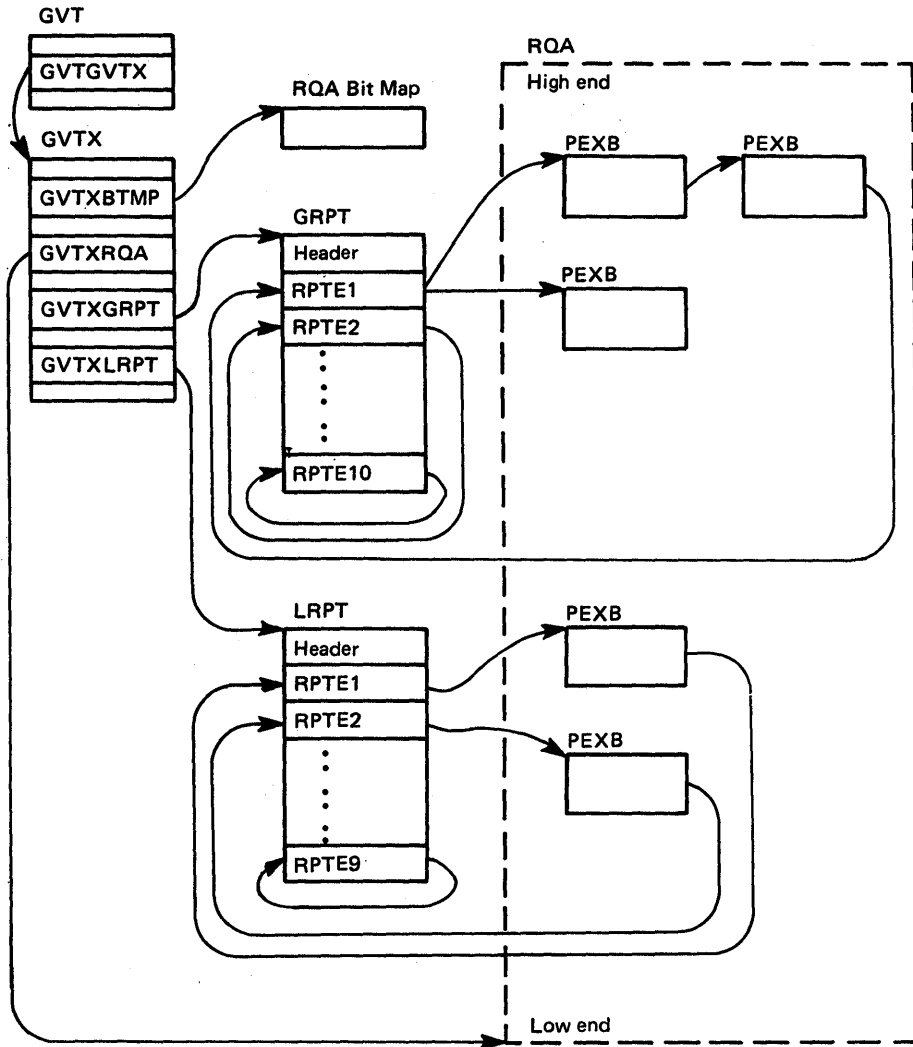 GVT
GVTGVTX
GVTX
GVTXBTMP
GVTXRQA
GVTXGRPT
GVTXLRPT
RQA Bit Map
GRPT
Header
RPTE1
RPTE2
RPTE10
LRPT
Header
RPTE1
RPTE2
RPTE9
RQA
High end
PEXB
PEXB
PEXB
PEXB
PEXB
Low end